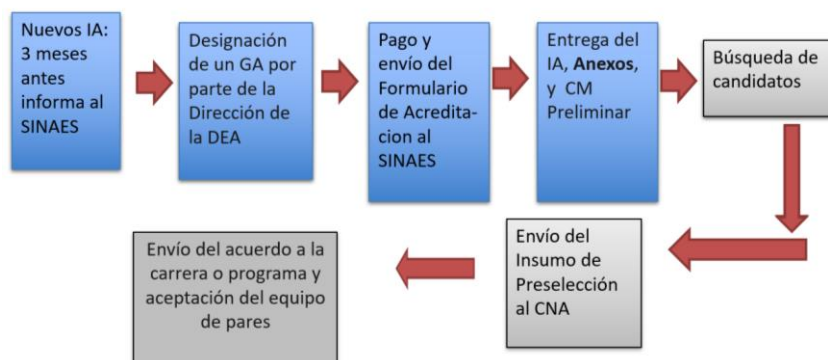 Nuevos IA:
3 meses
antes
informa al
SINAES
Designación
de un GA por
parte de la
Dirección de
la DEA
Pago y
envío del
Formulario
de Acredita-
cion al
SINAES
Entrega del
IA, Anexos,
y CM
Preliminar
Búsqueda de
candidatos
Envío del
Insumo de
Preselección
al CNA
Envío del acuerdo a la
carrera o programa y
aceptación del equipo
de pares